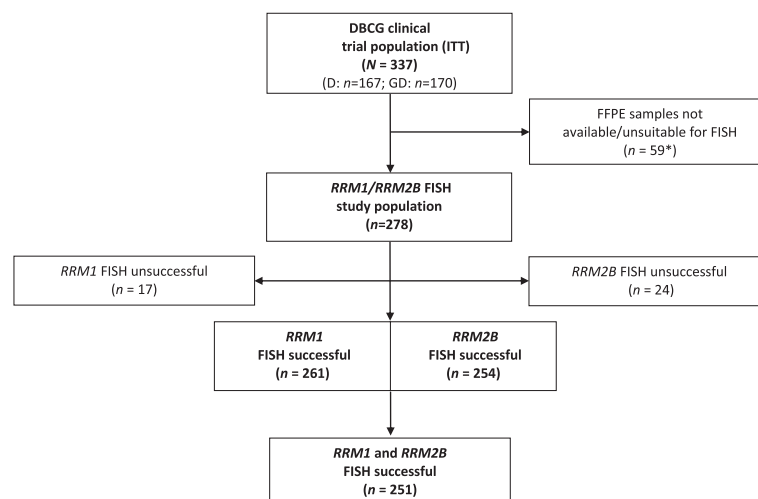 DBCG clinical
trial population (ITT)
(N = 337)
(D: n=167; GD: n=170)
FFPE samples not
available/unsuitable for FISH
(n = 59*)
RRM1/RRM2B FISH
study population
(n=278)
RRM1 FISH unsuccessful
(n = 17)
RRM2B FISH unsuccessful
(n = 24)
RRM1
FISH successful
(n = 261)
RRM2B
FISH successful
(n = 254)
RRM1 and RRM2B
FISH successful
(n = 251)